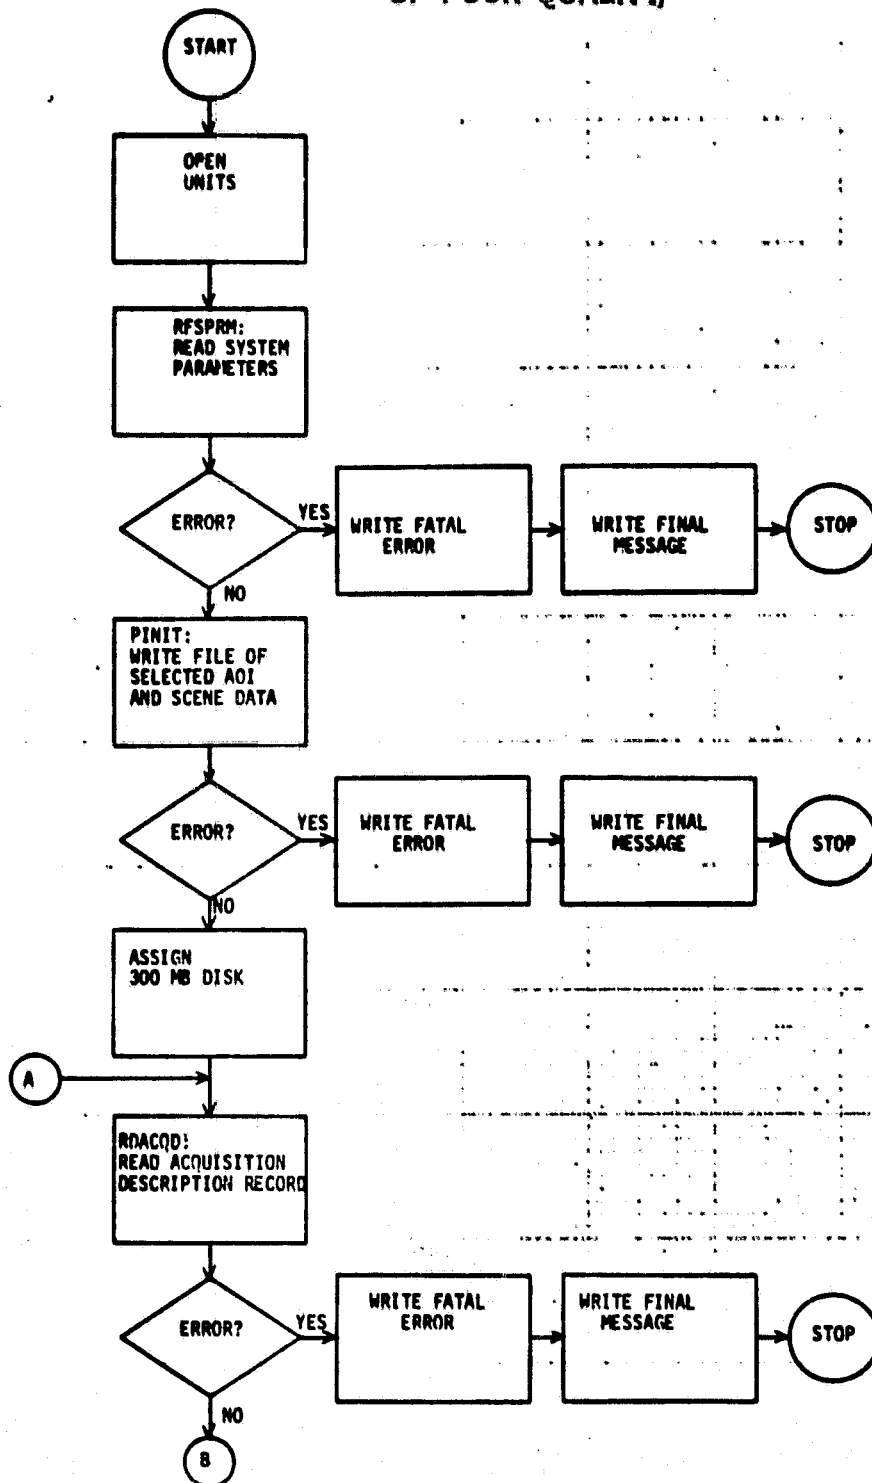 START
OPEN
UNITS
RFSPRM:
READ SYSTEM
PARAMETERS
ERROR?
YES
WRITE FATAL
ERROR
WRITE FINAL
MESSAGE
STOP
NO
PINIT:
WRITE FILE OF
SELECTED AOI
AND SCENE DATA
ERROR?
YES
WRITE FATAL
ERROR
WRITE FINAL
MESSAGE
STOP
NO
ASSIGN
300 MB DISK
A
RDACQD:
READ ACQUISITION
DESCRIPTION RECORD
ERROR?
YES
WRITE FATAL
ERROR
WRITE FINAL
MESSAGE
STOP
NO
B